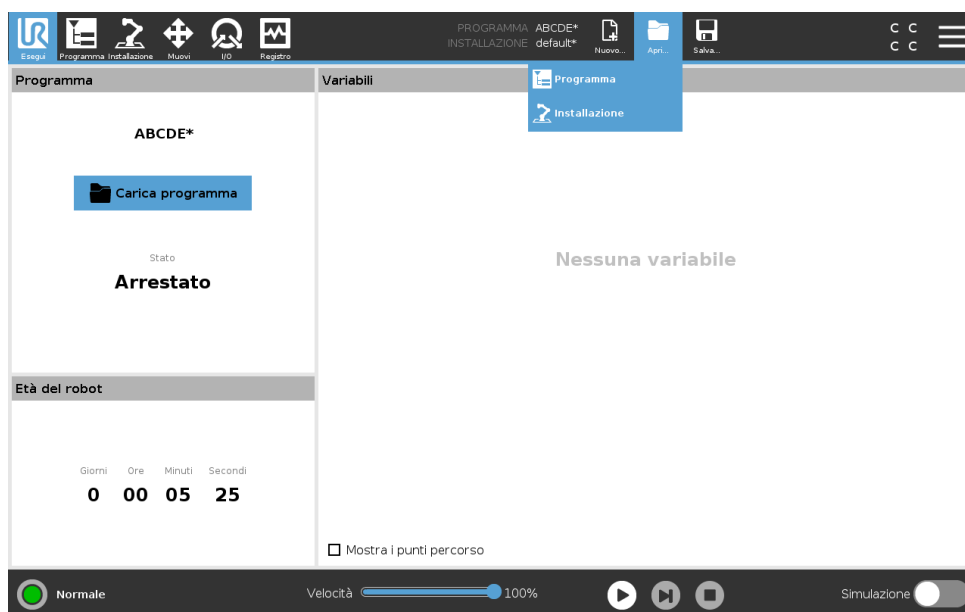 UR
PROGRAMMA ABCDE*
INSTALLAZIONE default*
Esegui Programma Installazione Muovi I/O Registro
Nuovo... Apri... Salva...
C C
C C
Programma
Installazione
Programma
ABCDE*
Carica programma
Stato
Arrestato
Variabili
Nessuna variabile
Età del robot
Giorni Ore Minuti Secondi
0 00 05 25
Mostra i punti percorso
Normale
Velocità 100%
Simulazione